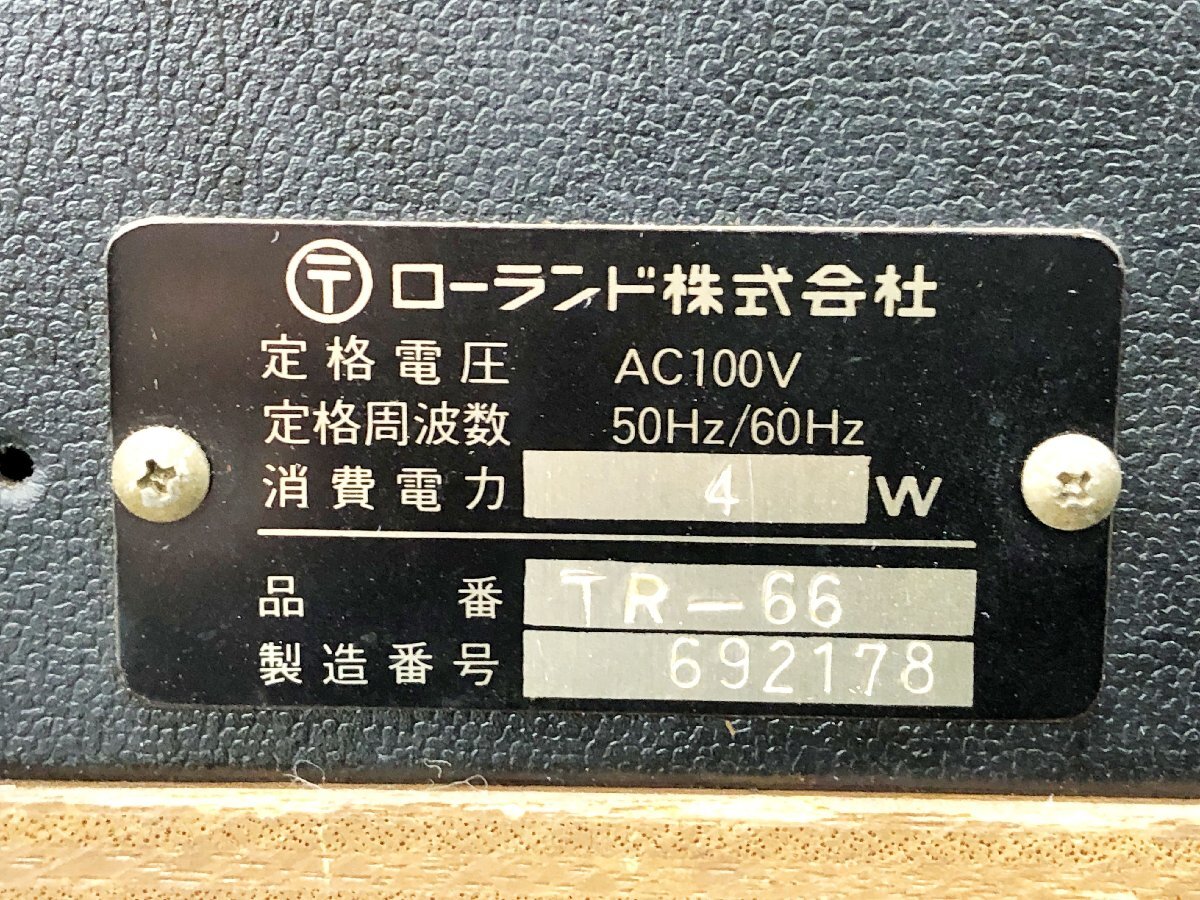 〒 ローランド株式会社
定格電圧 AC100V
定格周波数 50Hz/60Hz
消費電力 4 W
品番 TR-66
製造番号 692178